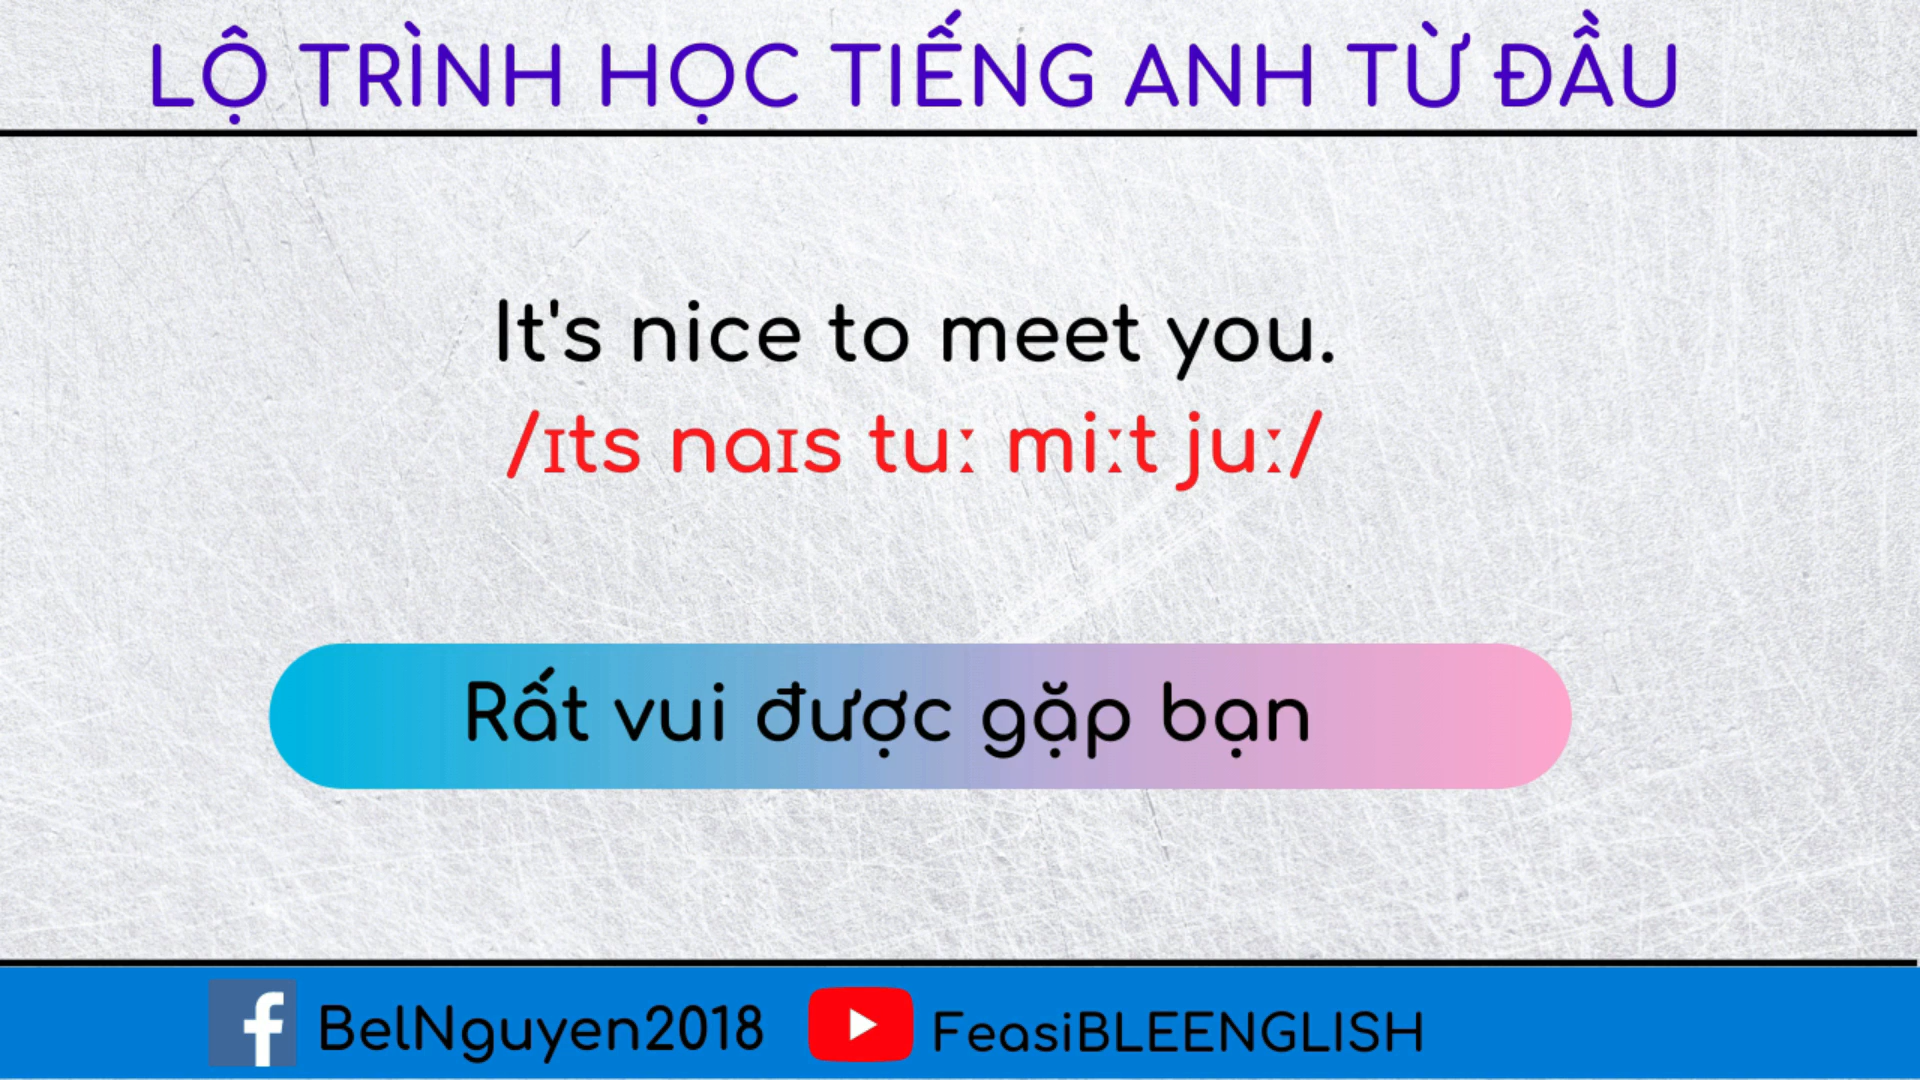 LỘ TRÌNH HỌC TIẾNG ANH TỪ ĐẦU
It's nice to meet you.
/ɪts naɪs tuː miːt juː/
Rất vui được gặp bạn
BelNguyen2018 FeasiBLEENGLISH